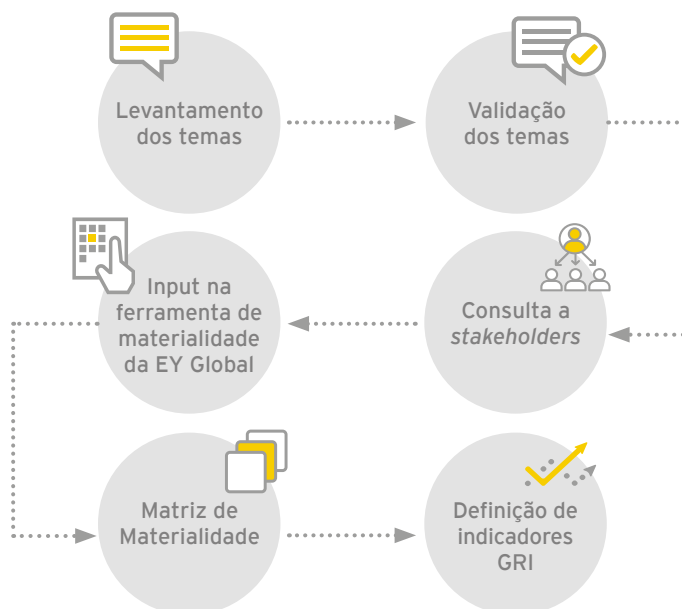 Levantamento
dos temas
Validação
dos temas
Consulta a
stakeholders
Input na
ferramenta de
materialidade
da EY Global
Matriz de
Materialidade
Definição de
indicadores
GRI